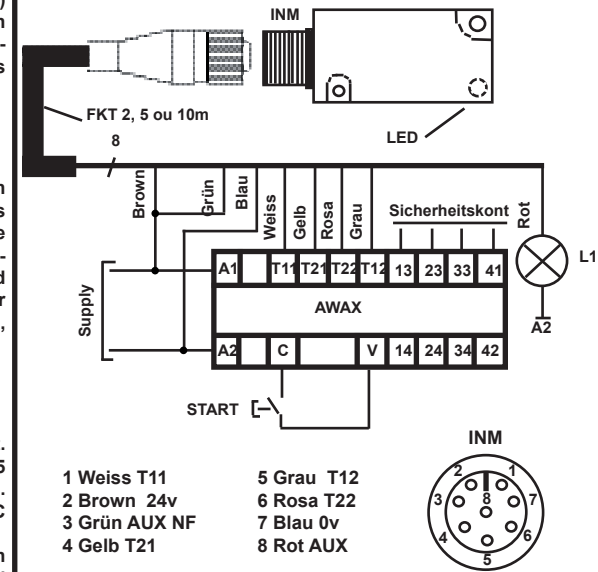 INM
FKT 2, 5 ou 10m
LED
8
Brown
Grün
Blau
Weiss
Gelb
Rosa
Grau
Sicherheitskont
Rot
A1 T11 T21 T22 T12 13 23 33 41
L1
Supply
AWAX
A2
A2 C V 14 24 34 42
START
INM
1 Weiss T11
2 Brown 24v
3 Grün AUX NF
4 Gelb T21
5 Grau T12
6 Rosa T22
7 Blau 0v
8 Rot AUX
2 1
3 8 7
4 6
5